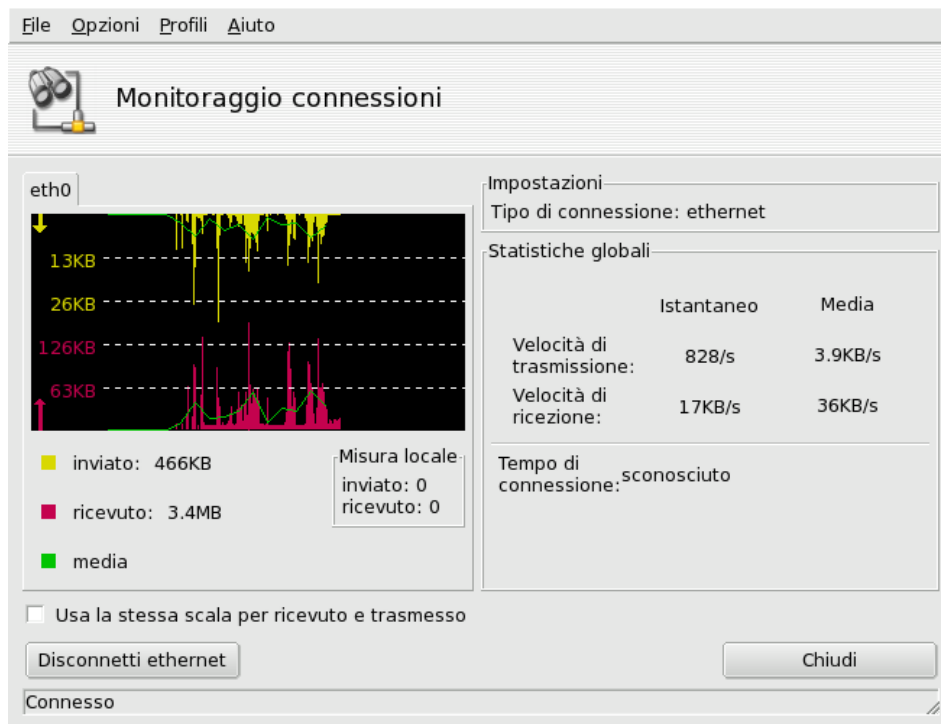 File Opzioni Profili Aiuto
Monitoraggio connessioni
eth0
13KB
26KB
126KB
63KB
inviato: 466KB
ricevuto: 3.4MB
media
Misura locale
inviato: 0
ricevuto: 0
Impostazioni
Tipo di connessione: ethernet
Statistiche globali
Istantaneo Media
Velocità di
trasmissione: 828/s 3.9KB/s
Velocità di
ricezione: 17KB/s 36KB/s
Tempo di
connessione: sconosciuto
Usa la stessa scala per ricevuto e trasmesso
Disconnetti ethernet Chiudi
Connesso